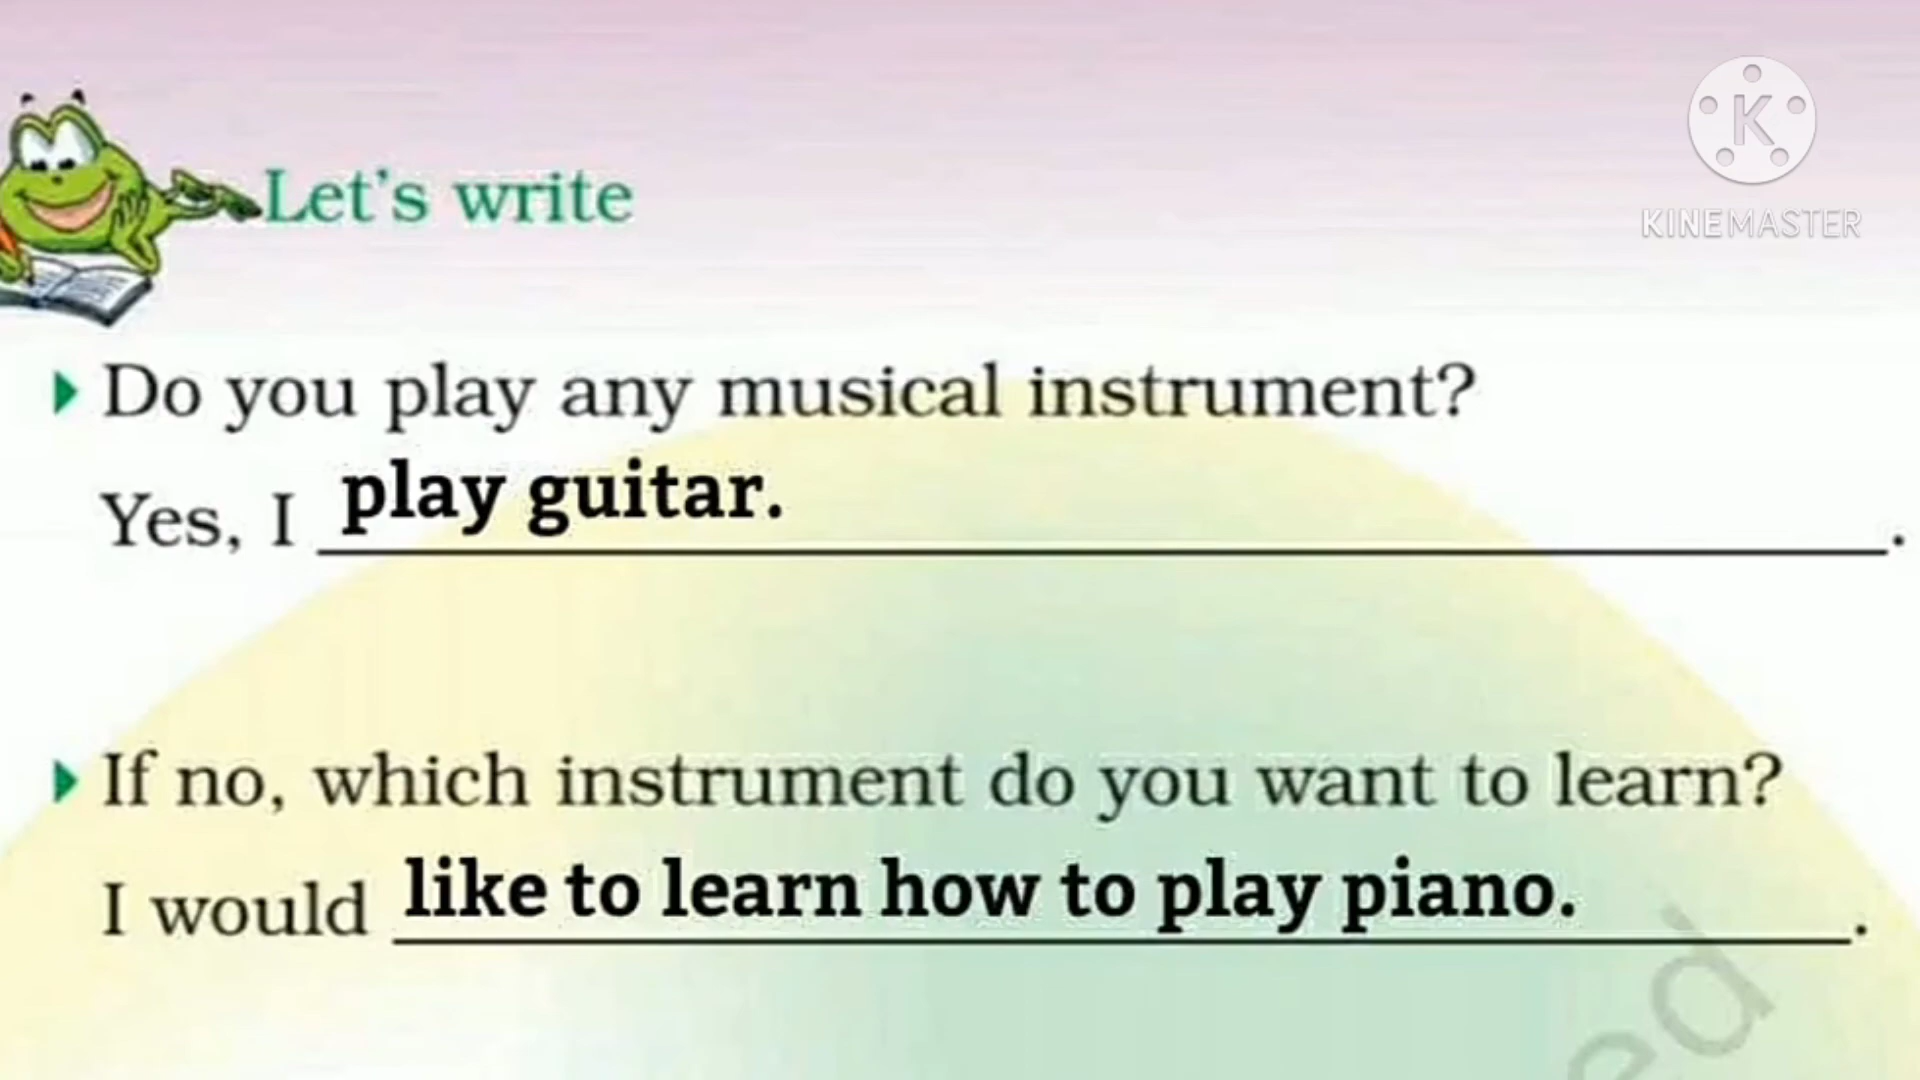 K
KINEMASTER
Let's write
Do you play any musical instrument?
Yes, I play guitar. .
If no, which instrument do you want to learn?
I would like to learn how to play piano. .
ed